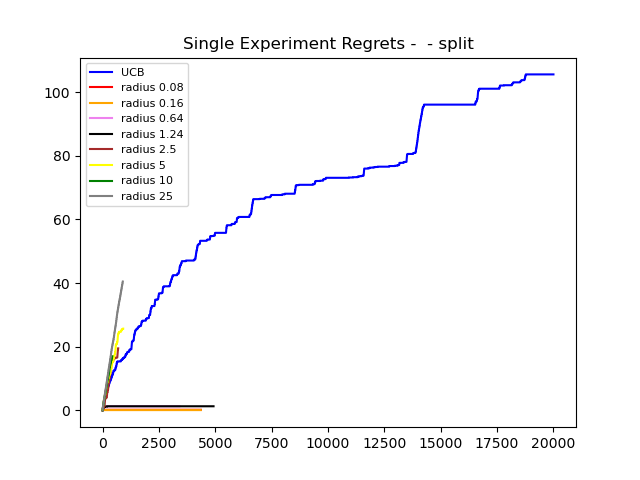 Single Experiment Regrets -  - split
UCB
radius 0.08
radius 0.16
radius 0.64
radius 1.24
radius 2.5
radius 5
radius 10
radius 25
100
80
60
40
20
0
0 2500 5000 7500 10000 12500 15000 17500 20000